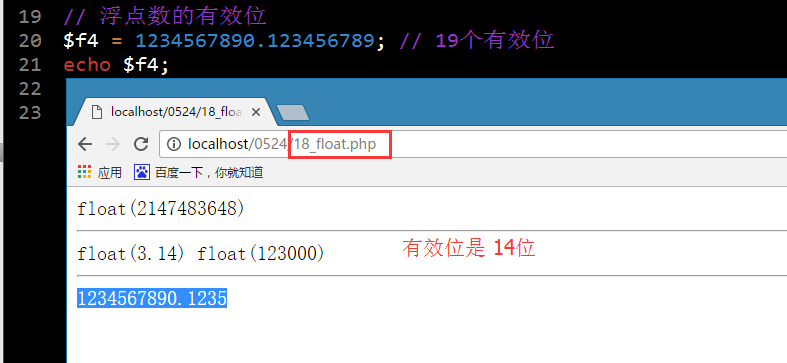 19 // 浮点数的有效位
20 $f4 = 1234567890.123456789; // 19个有效位
21 echo $f4;
22
23
localhost/0524/18_floa
localhost/0524/18_float.php
应用 百度一下，你就知道
float(2147483648)
float(3.14) float(123000)
有效位是 14位
1234567890.1235